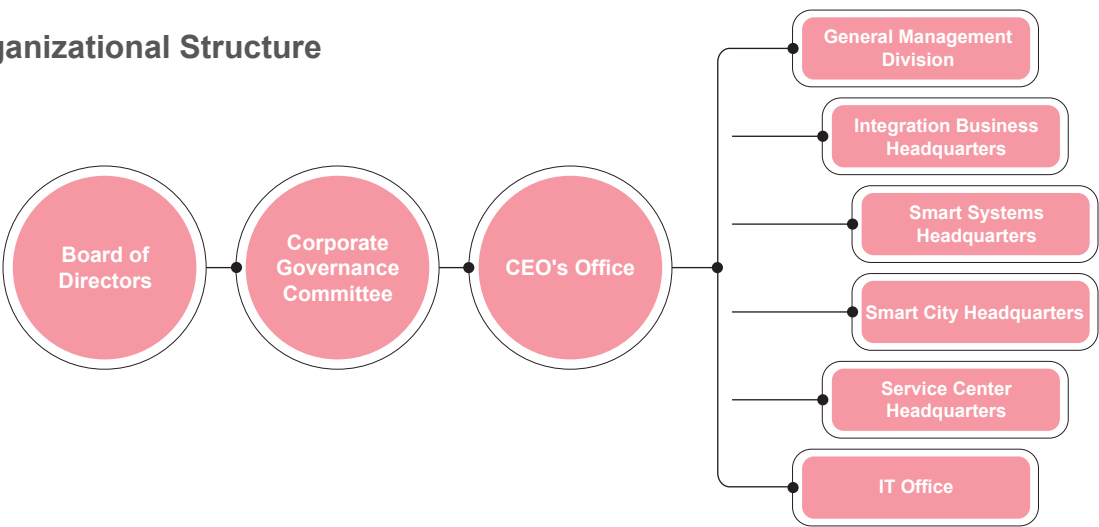 ganizational Structure
Board of
Directors
Corporate
Governance
Committee
CEO's Office
General Management
Division
Integration Business
Headquarters
Smart Systems
Headquarters
Smart City Headquarters
Service Center
Headquarters
IT Office